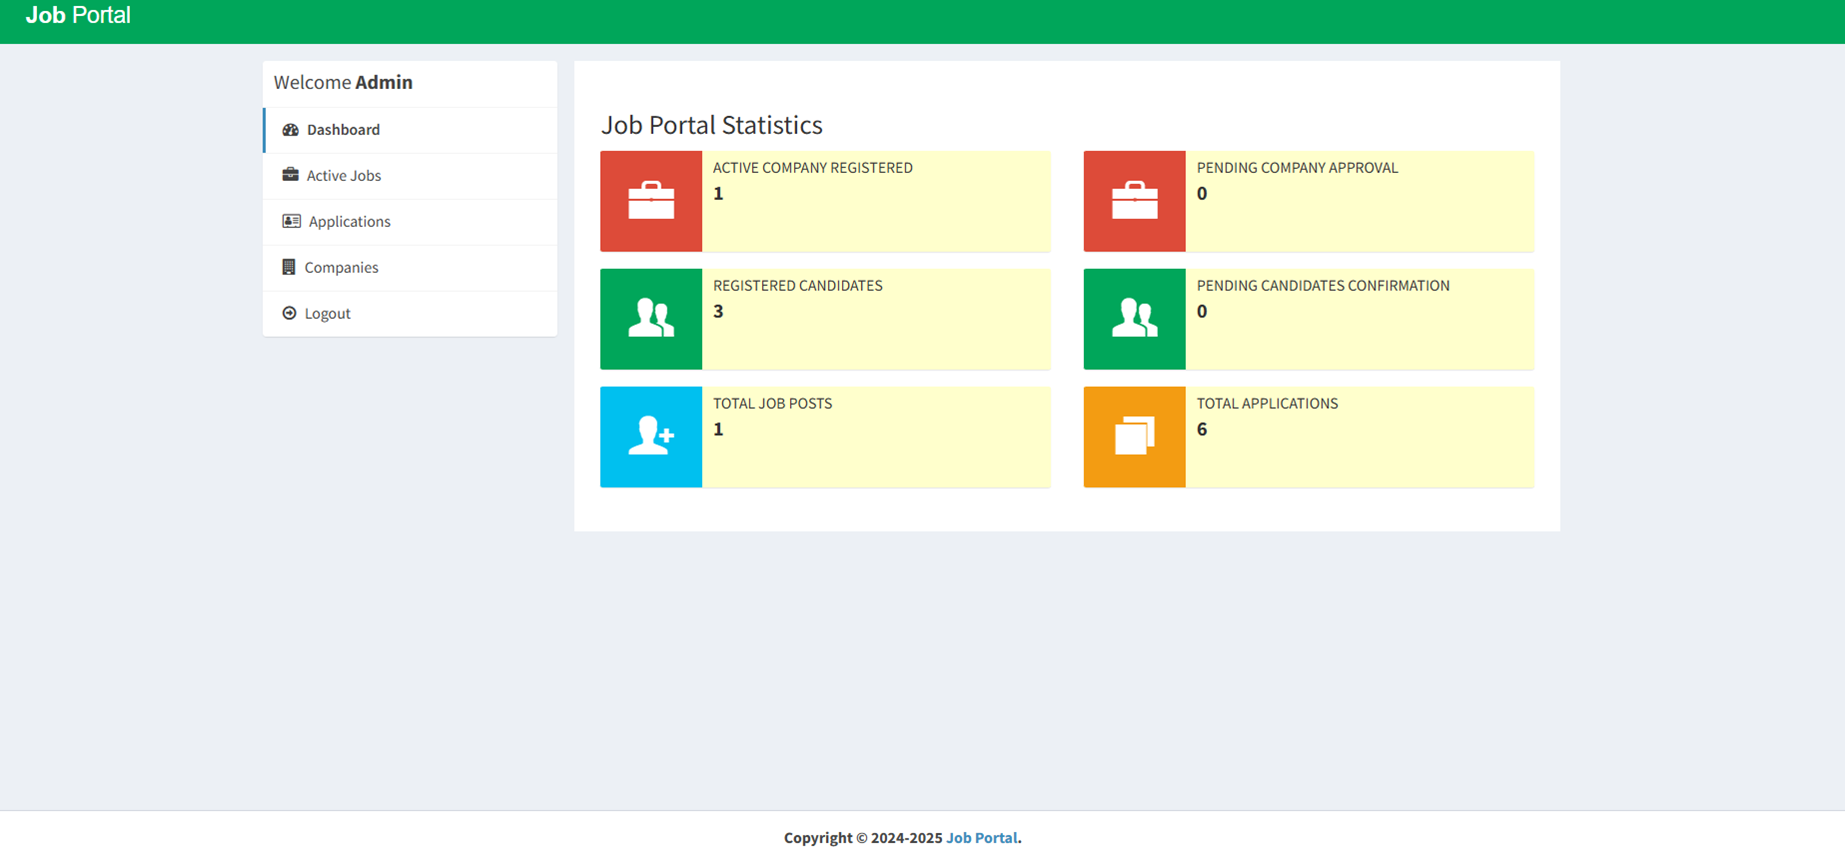 Job Portal
Welcome Admin
Dashboard
Active Jobs
Applications
Companies
Logout
Job Portal Statistics
ACTIVE COMPANY REGISTERED
1
PENDING COMPANY APPROVAL
0
REGISTERED CANDIDATES
3
PENDING CANDIDATES CONFIRMATION
0
TOTAL JOB POSTS
1
TOTAL APPLICATIONS
6
Copyright © 2024-2025 Job Portal.